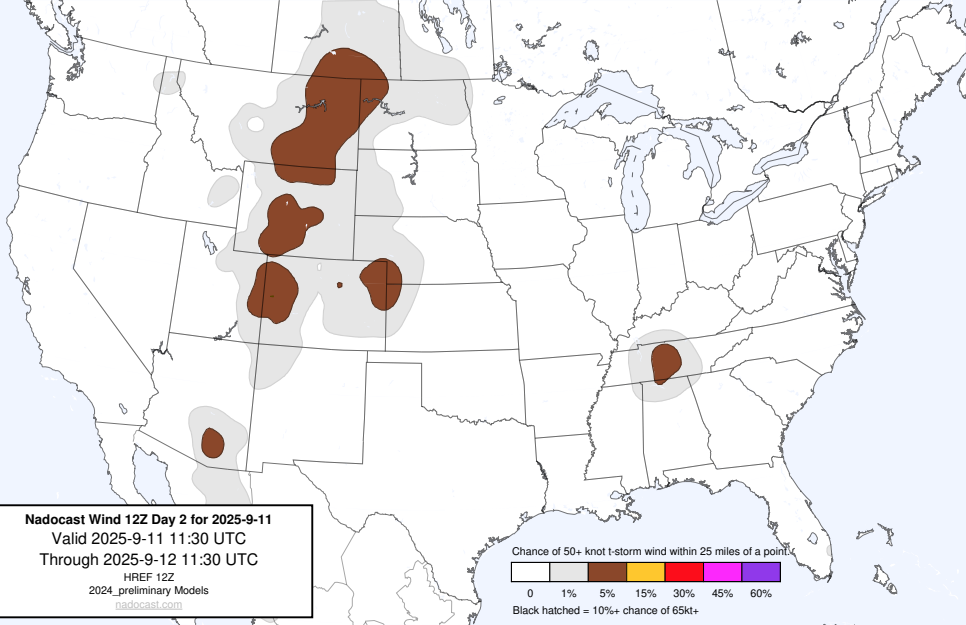 Nadocast Wind 12Z Day 2 for 2025-9-11
Valid 2025-9-11 11:30 UTC
Through 2025-9-12 11:30 UTC
HREF 12Z
2024_preliminary Models
nadocast.com
Chance of 50+ knot t-storm wind within 25 miles of a point.
0 1% 5% 15% 30% 45% 60%
Black hatched = 10%+ chance of 65kt+